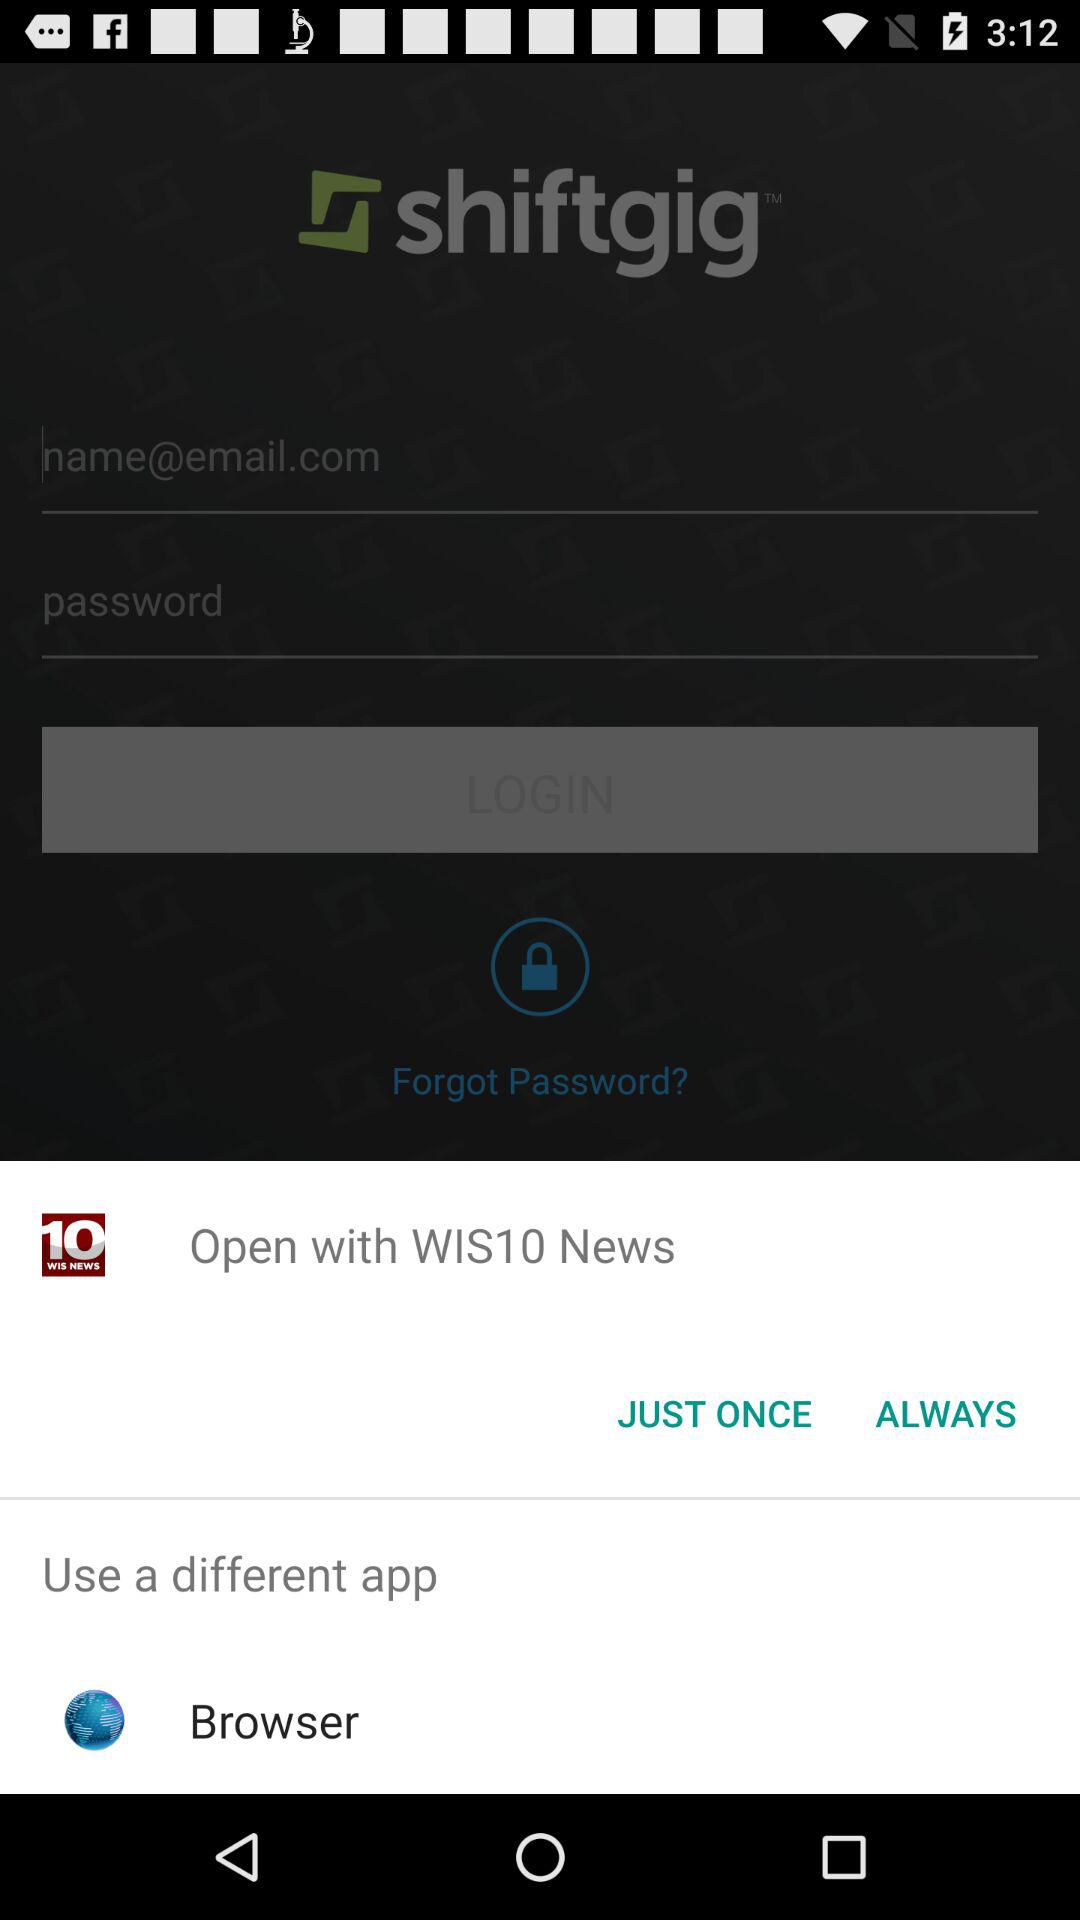 3:12
shiftgig™
name@email.com
password
LOGIN
Forgot Password?
10
WIS NEWS
Open with WIS10 News
JUST ONCE ALWAYS
Use a different app
Browser